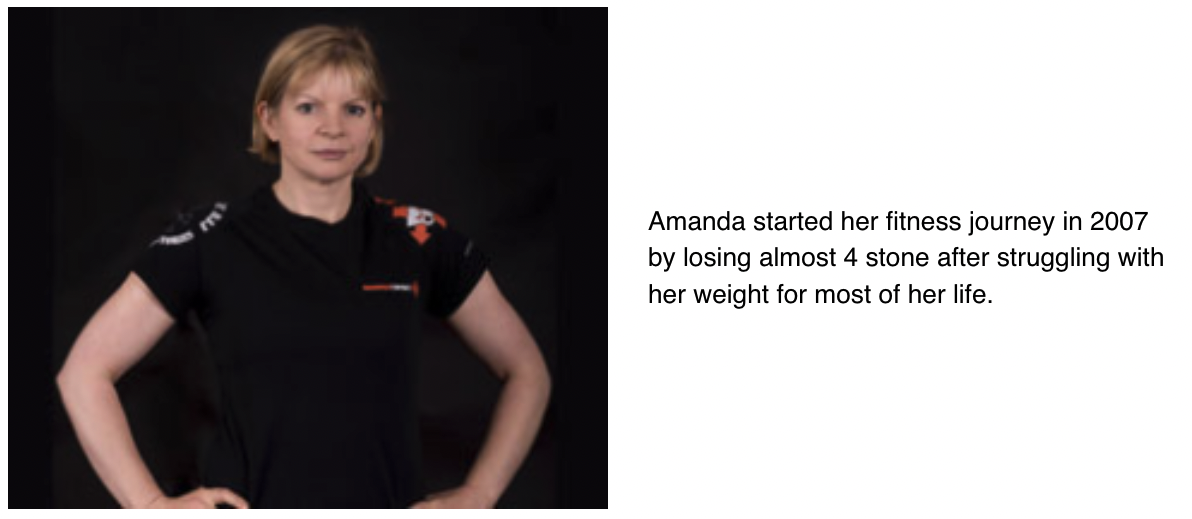 Amanda started her fitness journey in 2007
by losing almost 4 stone after struggling with
her weight for most of her life.